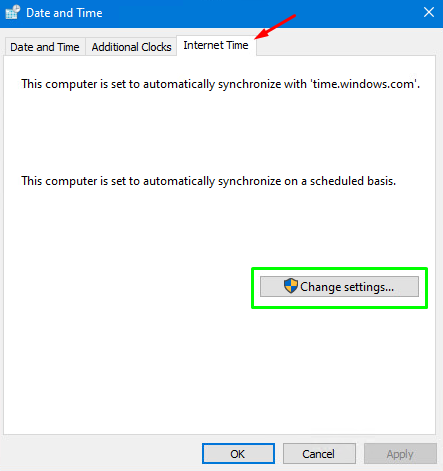 Date and Time
Date and Time Additional Clocks Internet Time
This computer is set to automatically synchronize with 'time.windows.com'.
This computer is set to automatically synchronize on a scheduled basis.
Change settings...
OK Cancel Apply